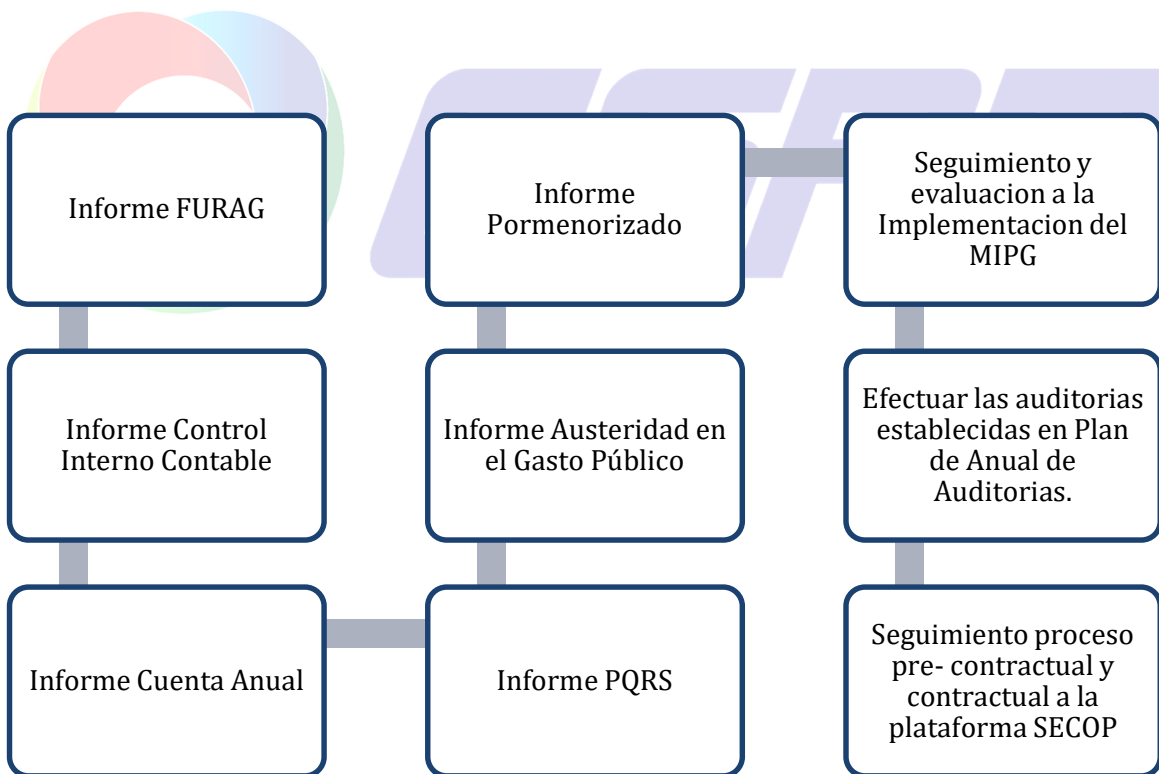 Informe FURAG
Informe Control
Interno Contable
Informe Cuenta Anual
Informe PQRS
Informe Austeridad en
el Gasto Público
Informe
Pormenorizado
Seguimiento y
evaluacion a la
Implementacion del
MIPG
Efectuar las auditorias
establecidas en Plan
de Anual de
Auditorias.
Seguimiento proceso
pre- contractual y
contractual a la
plataforma SECOP